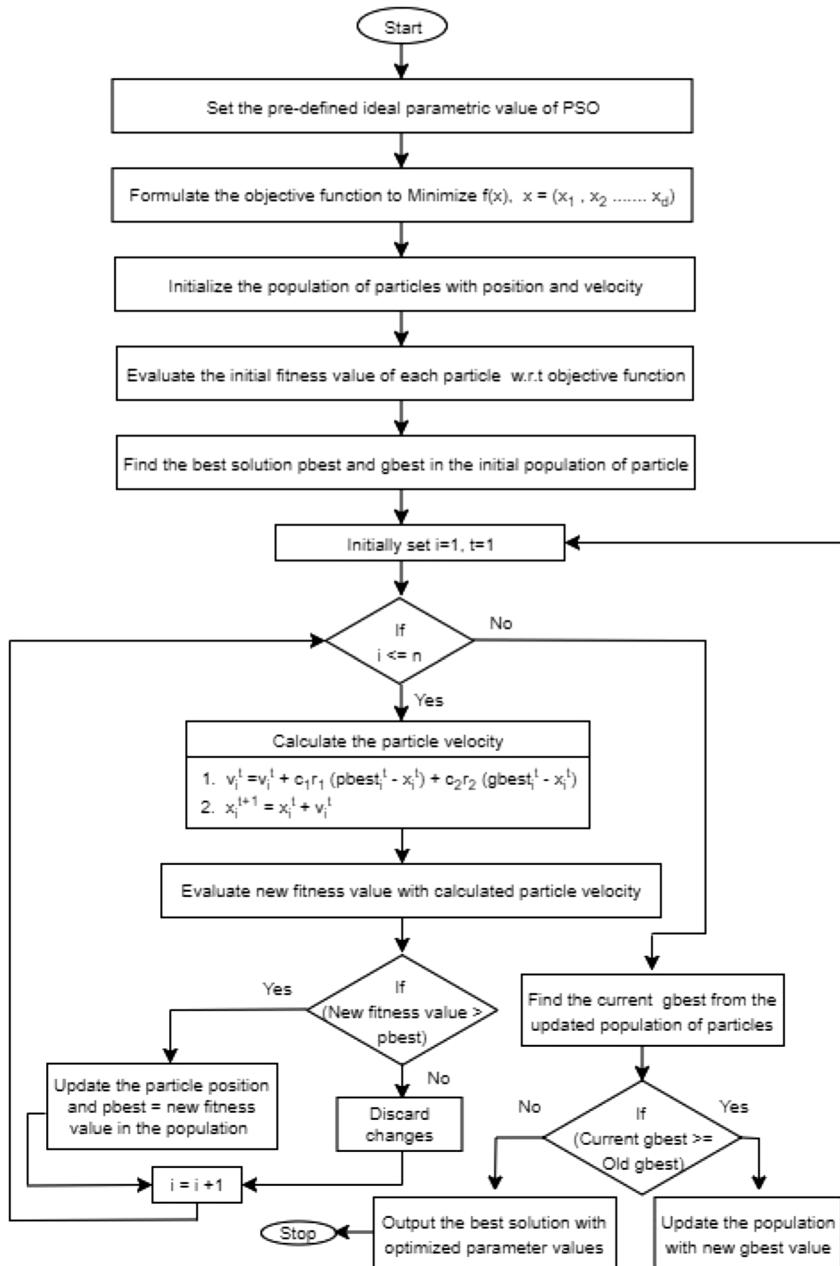 Start
Set the pre-defined ideal parametric value of PSO
Formulate the objective function to Minimize f(x), x = (x₁ , x₂ ....... x_d)
Initialize the population of particles with position and velocity
Evaluate the initial fitness value of each particle w.r.t objective function
Find the best solution pbest and gbest in the initial population of particle
Initially set i=1, t=1
If
i <= n
No
Yes
Calculate the particle velocity
1. vᵢᵗ =vᵢᵗ + c₁r₁ (pbestᵢᵗ - xᵢᵗ) + c₂r₂ (gbestᵢᵗ - xᵢᵗ)
2. xᵢᵗ⁺¹ = xᵢᵗ + vᵢᵗ
Evaluate new fitness value with calculated particle velocity
If
(New fitness value >
pbest)
Yes
No
Update the particle position
and pbest = new fitness
value in the population
Discard
changes
i = i +1
Find the current gbest from the
updated population of particles
If
(Current gbest >=
Old gbest)
No
Yes
Output the best solution with
optimized parameter values
Update the population
with new gbest value
Stop